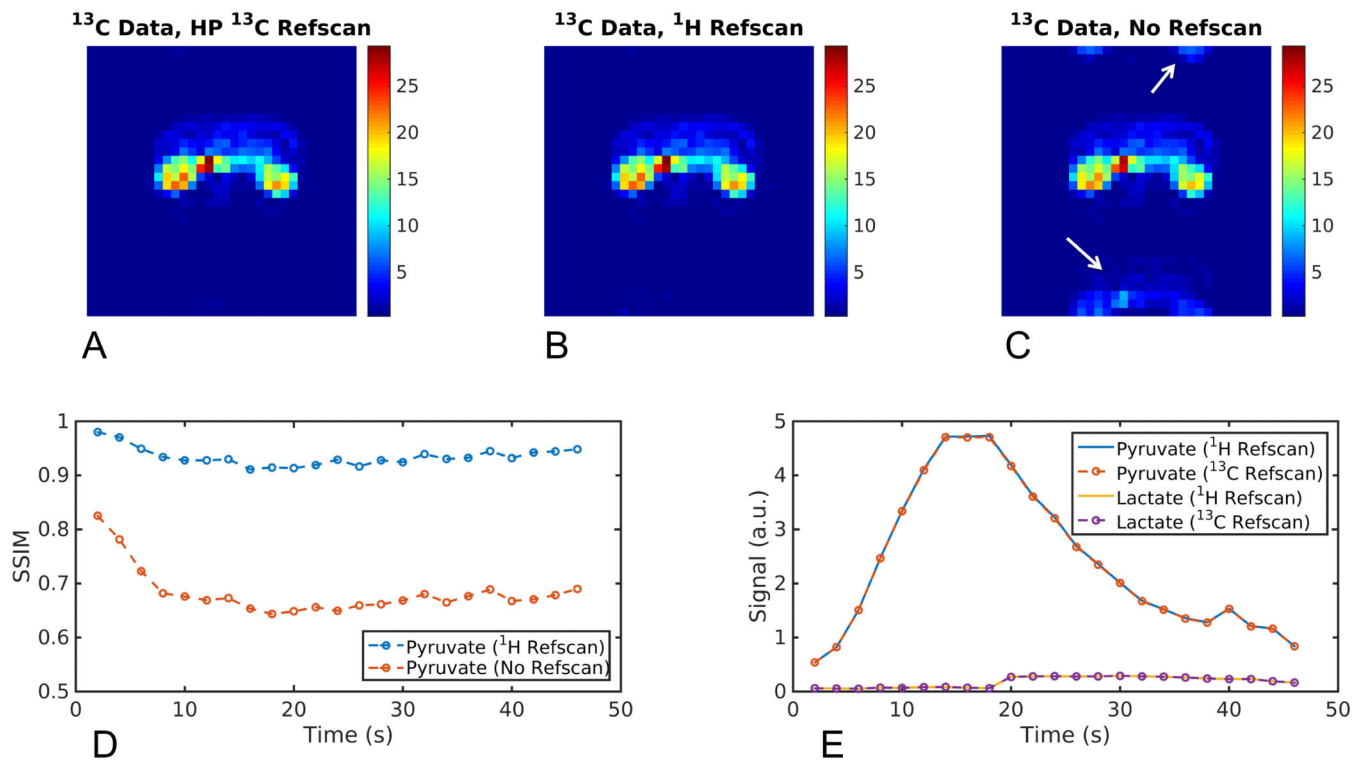 ¹³C Data, HP ¹³C Refscan
25
20
15
10
5
A
¹³C Data, ¹H Refscan
25
20
15
10
5
B
¹³C Data, No Refscan
25
20
15
10
5
C
SSIM
1
0.9
0.8
0.7
0.6
0.5
0
10
20
30
40
50
Time (s)
Pyruvate (¹H Refscan)
Pyruvate (No Refscan)
D
Signal (a.u.)
5
4
3
2
1
0
0
10
20
30
40
50
Time (s)
Pyruvate (¹H Refscan)
Pyruvate (¹³C Refscan)
Lactate (¹H Refscan)
Lactate (¹³C Refscan)
E